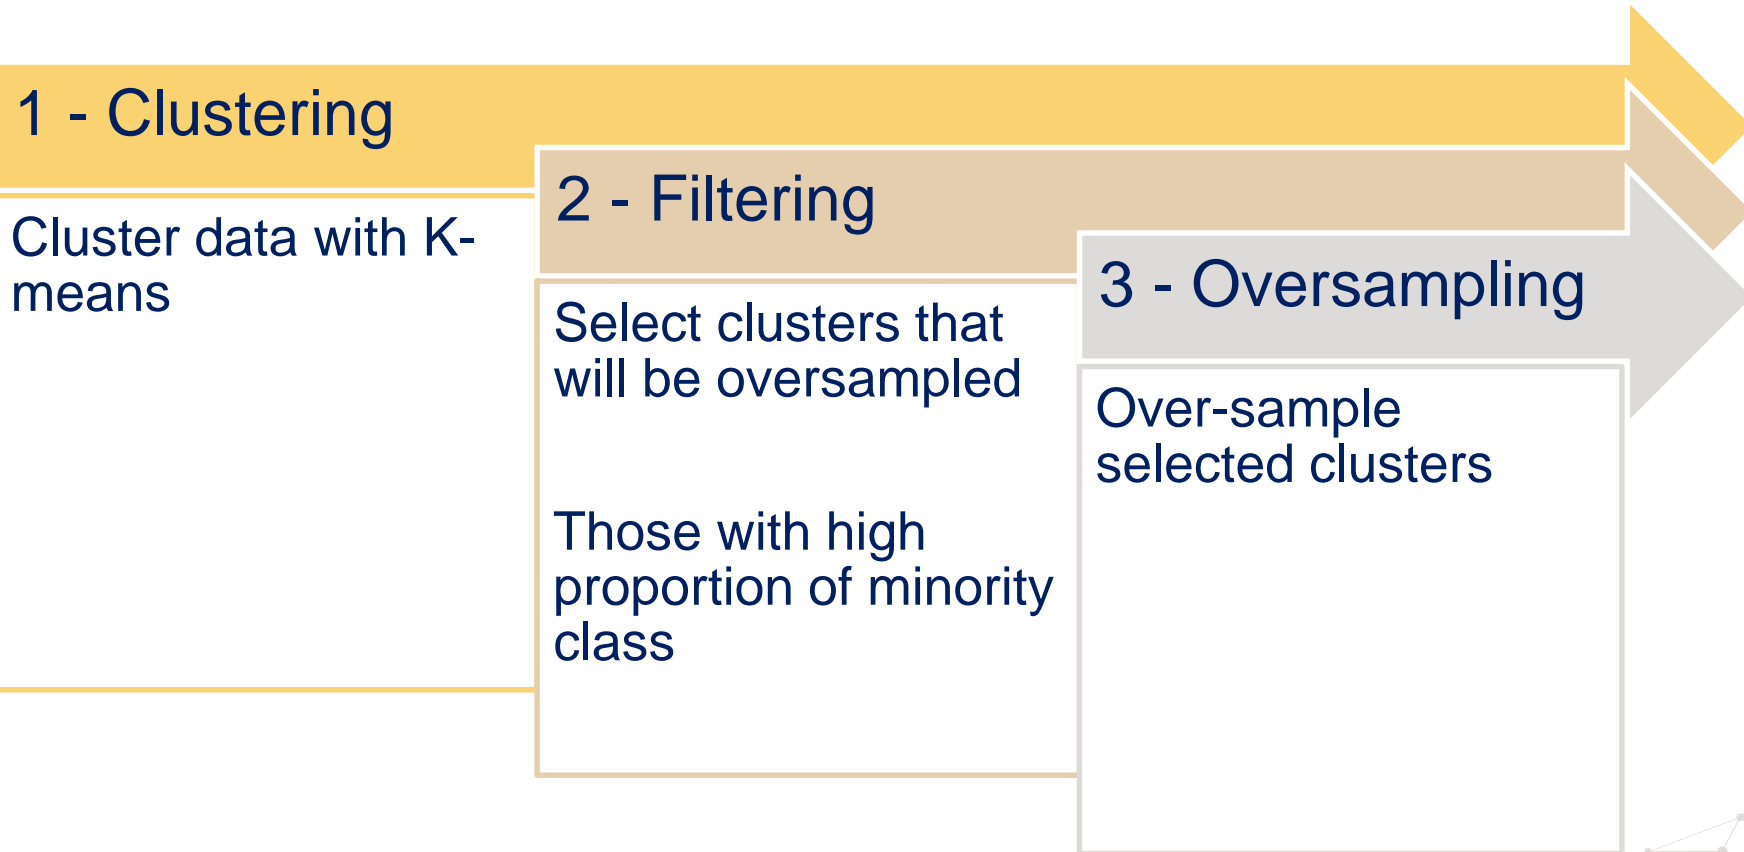 1 - Clustering
Cluster data with K-
means
2 - Filtering
Select clusters that
will be oversampled
Those with high
proportion of minority
class
3 - Oversampling
Over-sample
selected clusters